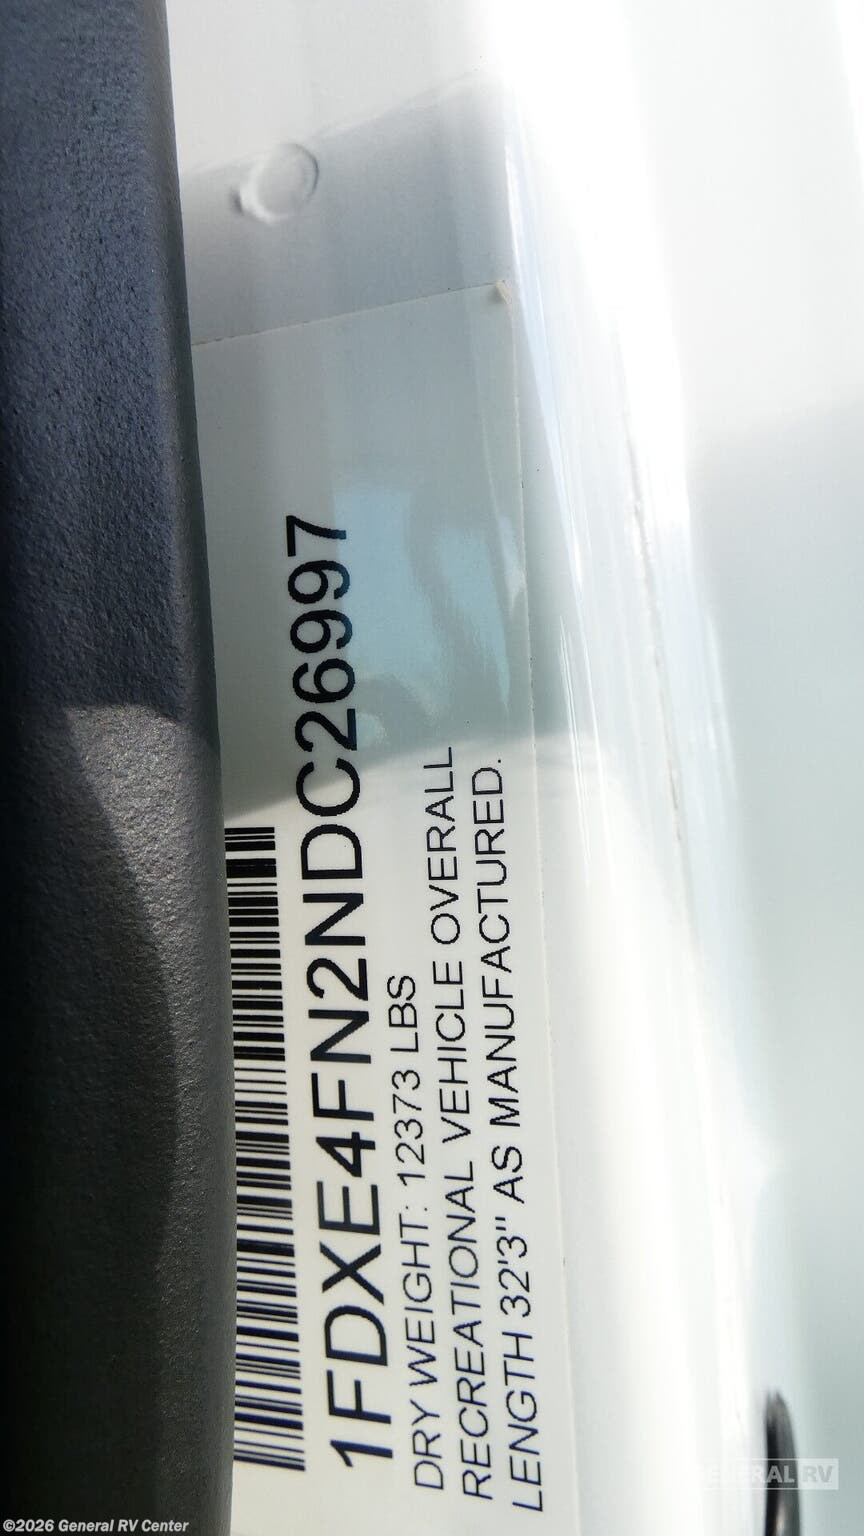 1FDXE4FN2NDC26997
DRY WEIGHT: 12373 LBS
RECREATIONAL VEHICLE OVERALL
LENGTH 32'3" AS MANUFACTURED.
GENERAL RV
©2026 General RV Center